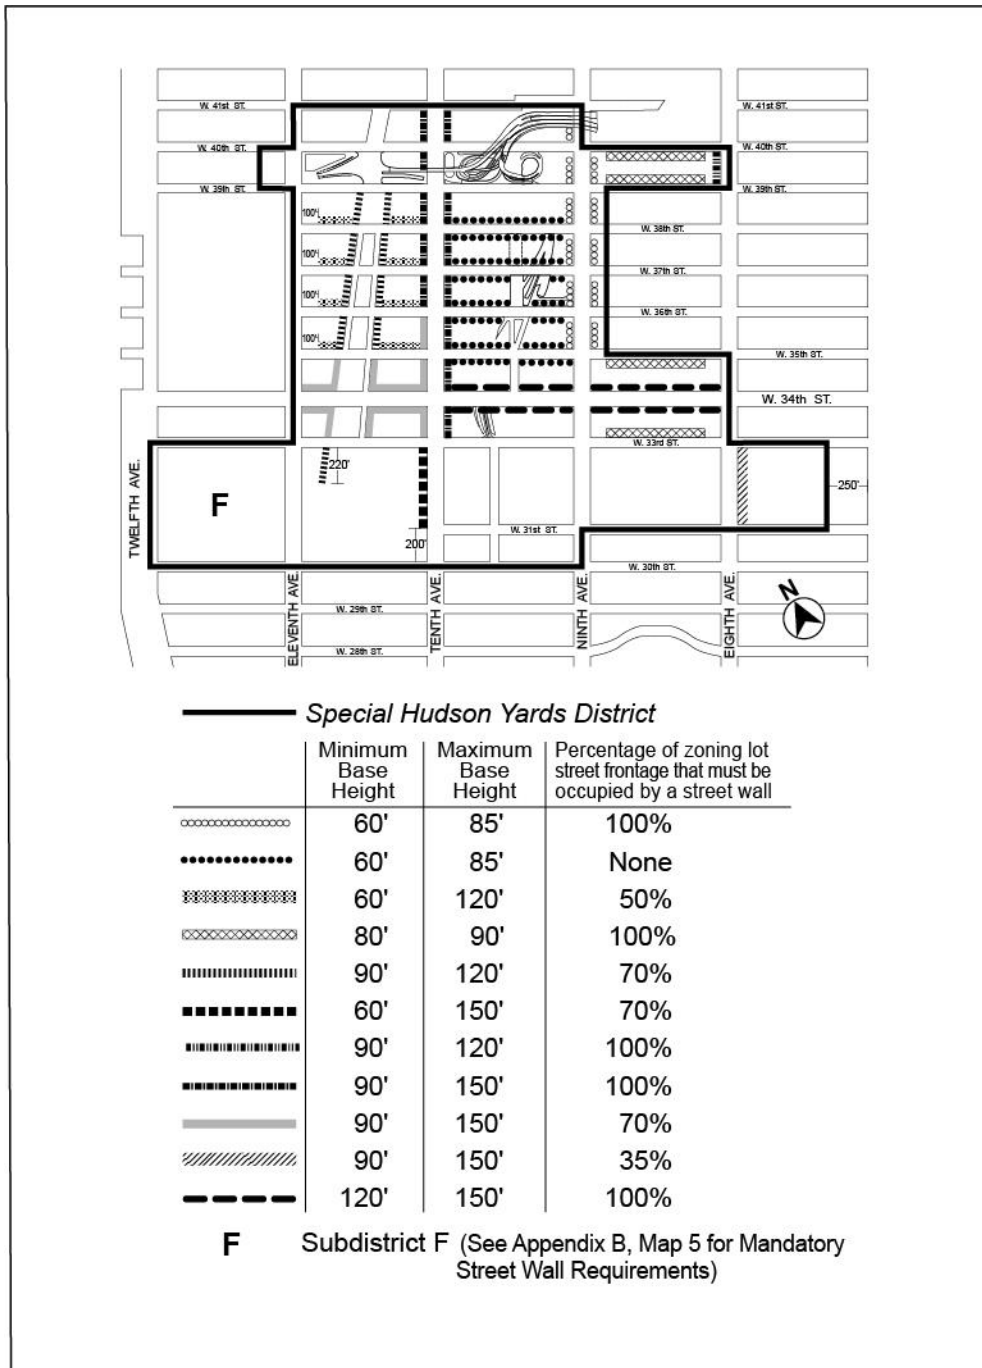 W. 41st ST.
W. 41st ST.
W. 40th ST.
W. 40th ST.
W. 39th ST.
W. 39th ST.
100'
W. 38th ST.
100'
W. 37th ST.
100'
W. 36th ST.
100'
W. 35th ST.
W. 34th ST.
W. 33rd ST.
220'
TWELFTH AVE.
F
250'
W. 31st ST.
200'
W. 30th ST.
ELEVENTH AVE.
TENTH AVE.
NINTH AVE.
EIGHTH AVE.
N
W. 29th ST.
W. 28th ST.
Special Hudson Yards District
Minimum Base Height
Maximum Base Height
Percentage of zoning lot street frontage that must be occupied by a street wall
60' 85' 100%
60' 85' None
60' 120' 50%
80' 90' 100%
90' 120' 70%
60' 150' 70%
90' 120' 100%
90' 150' 100%
90' 150' 70%
90' 150' 35%
120' 150' 100%
F Subdistrict F (See Appendix B, Map 5 for Mandatory
Street Wall Requirements)